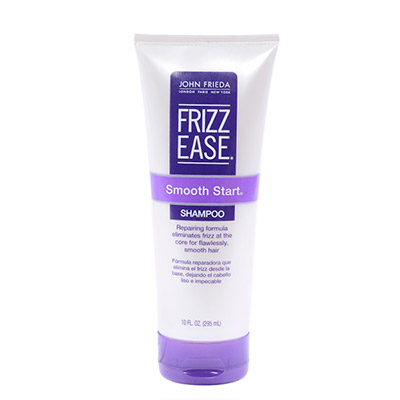 JOHN FRIEDA
LONDON PARIS NEW YORK
FRIZZ
EASE®
Smooth Start®
SHAMPOO
Repairing formula
eliminates frizz at the
core for flawlessly,
smooth hair
Fórmula reparadora que
elimina el frizz desde la
base, dejando el cabello
liso e impecable
10 FL. OZ. (295 mL)